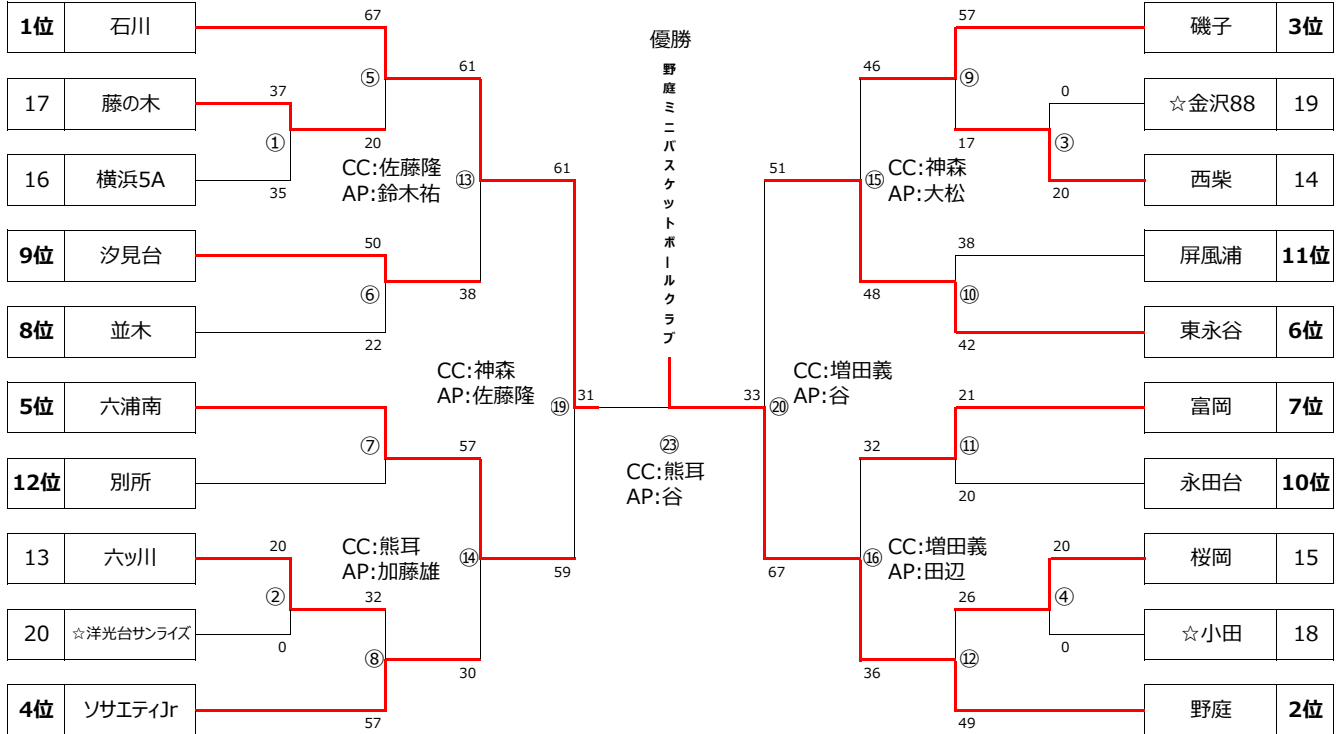 優勝
野庭ミニバスケットボールクラブ
1位 石川
67
17 藤の木
37
⑤
61
①
20
16 横浜5A
35
CC:佐藤隆
AP:鈴木祐
⑬
61
9位 汐見台
50
⑥
38
8位 並木
22
CC:神森
AP:佐藤隆
⑲
31
5位 六浦南
⑦
57
12位 別所
13 六ッ川
20
CC:熊耳
AP:加藤雄
⑭
59
②
32
20 ☆洋光台サンライズ
0
⑧
30
4位 ソサエティJr
57
㉓
CC:熊耳
AP:谷
57
磯子 3位
46
⑨
0
☆金沢88 19
17
③
51
⑮
CC:神森
AP:大松
20
西柴 14
38
屏風浦 11位
48
⑩
42
東永谷 6位
CC:増田義
AP:谷
33
⑳
21
富岡 7位
32
⑪
20
永田台 10位
67
⑯
CC:増田義
AP:田辺
20
桜岡 15
26
④
0
☆小田 18
36
⑫
49
野庭 2位